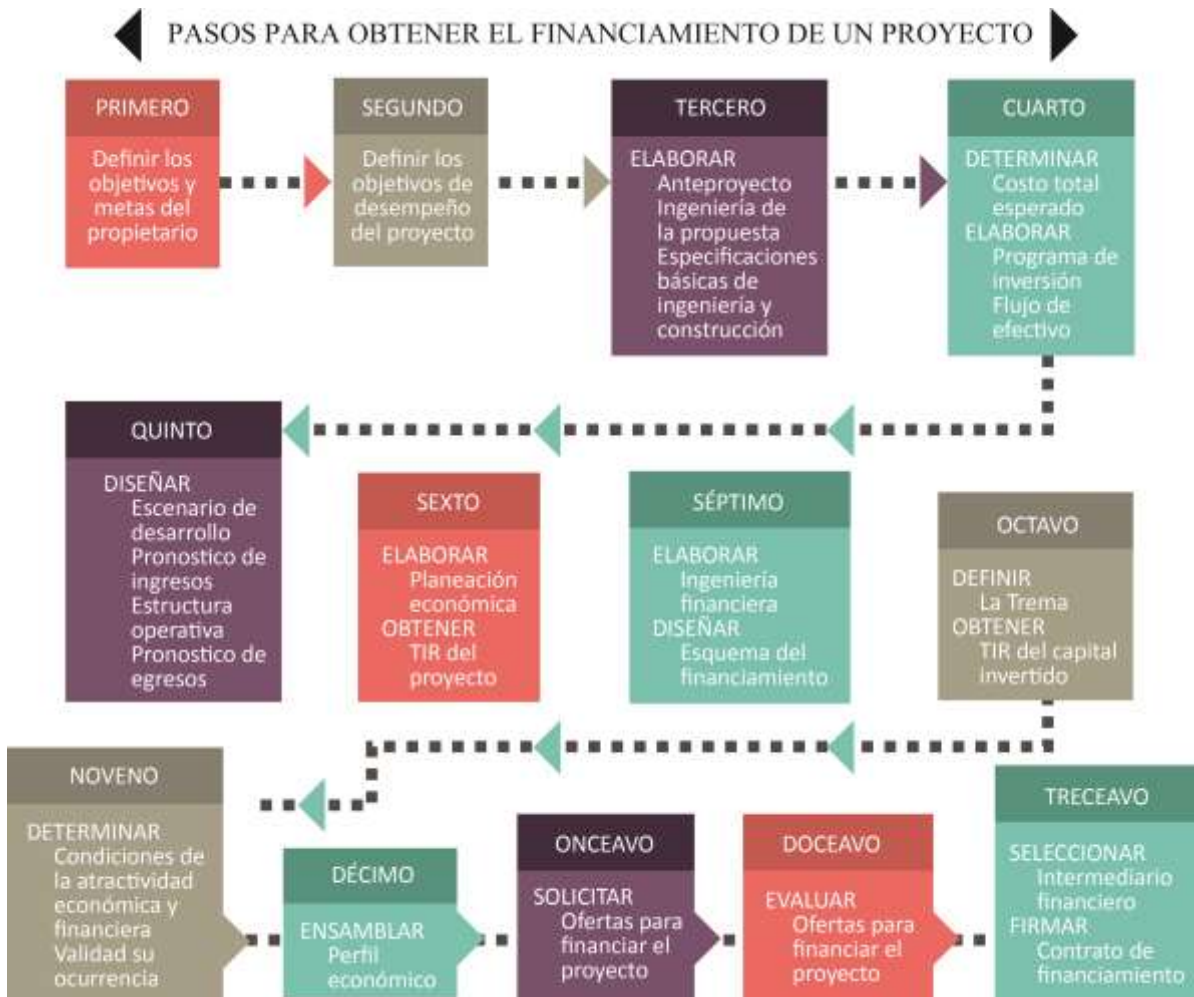 PASOS PARA OBTENER EL FINANCIAMIENTO DE UN PROYECTO
PRIMERO
Definir los
objetivos y
metas del
propietario
SEGUNDO
Definir los
objetivos de
desempeño
del proyecto
TERCERO
ELABORAR
Anteproyecto
Ingeniería de
la propuesta
Especificaciones
básicas de
ingeniería y
construcción
CUARTO
DETERMINAR
Costo total
esperado
ELABORAR
Programa de
inversión
Flujo de
efectivo
QUINTO
DISEÑAR
Escenario de
desarrollo
Pronostico de
ingresos
Estructura
operativa
Pronostico de
egresos
SEXTO
ELABORAR
Planeación
económica
OBTENER
TIR del
proyecto
SÉPTIMO
ELABORAR
Ingeniería
financiera
DISEÑAR
Esquema del
financiamiento
OCTAVO
DEFINIR
La Trema
OBTENER
TIR del capital
invertido
NOVENO
DETERMINAR
Condiciones de
la atractividad
económica y
financiera
Validad su
ocurrencia
DÉCIMO
ENSAMBLAR
Perfil
económico
ONCEAVO
SOLICITAR
Ofertas para
financiar el
proyecto
DOCEAVO
EVALUAR
Ofertas para
financiar el
proyecto
TRECEAVO
SELECCIONAR
Intermediario
financiero
FIRMAR
Contrato de
financiamiento